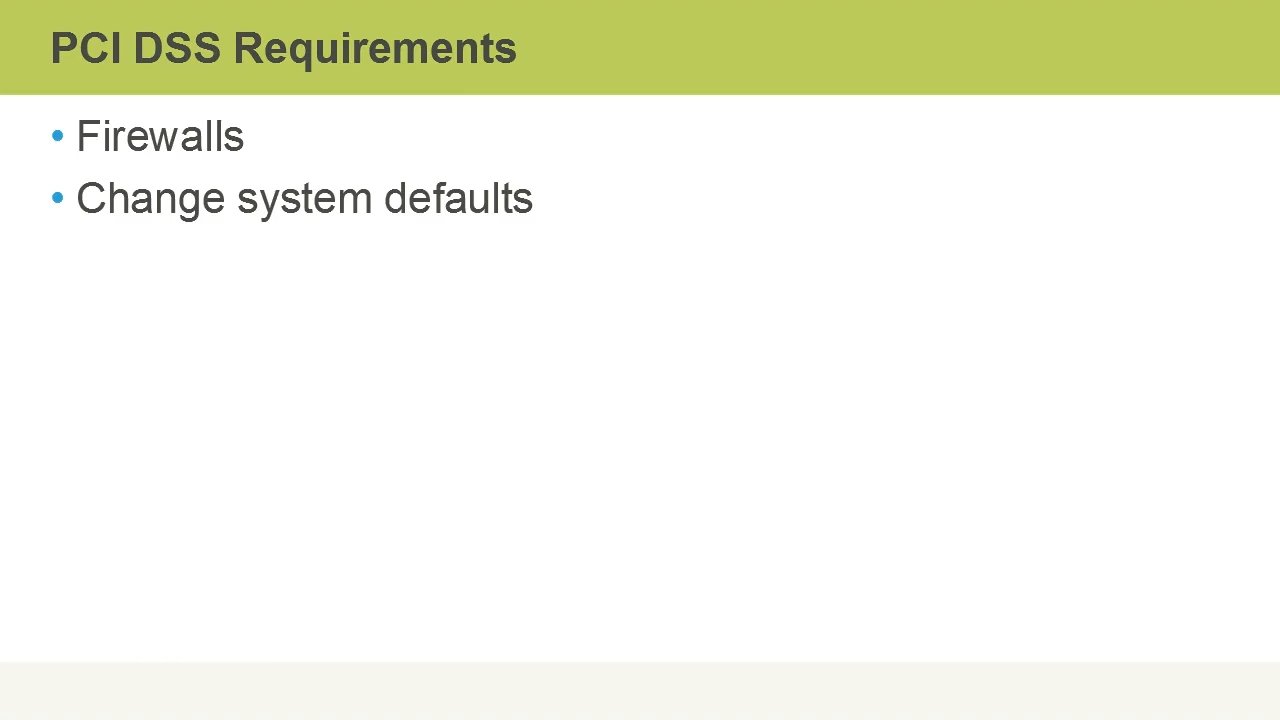 PCI DSS Requirements
• Firewalls
• Change system defaults